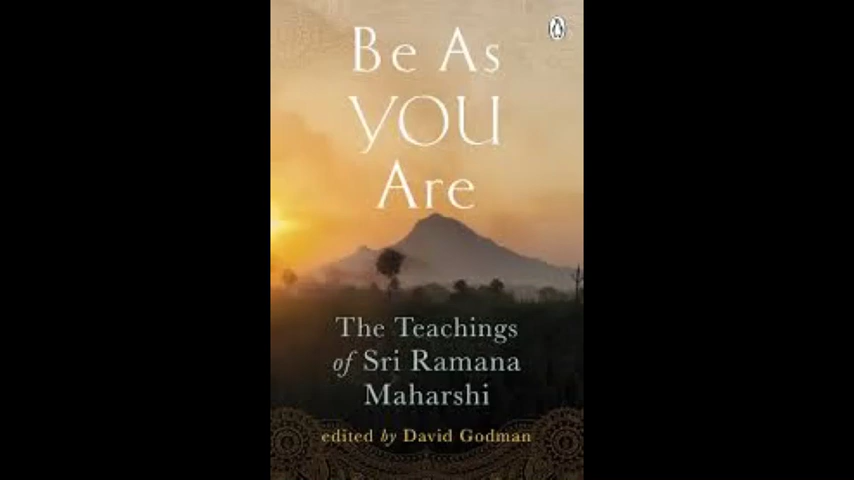 Be As
YOU
Are
The Teachings
of Sri Ramana
Maharshi
edited by David Godman